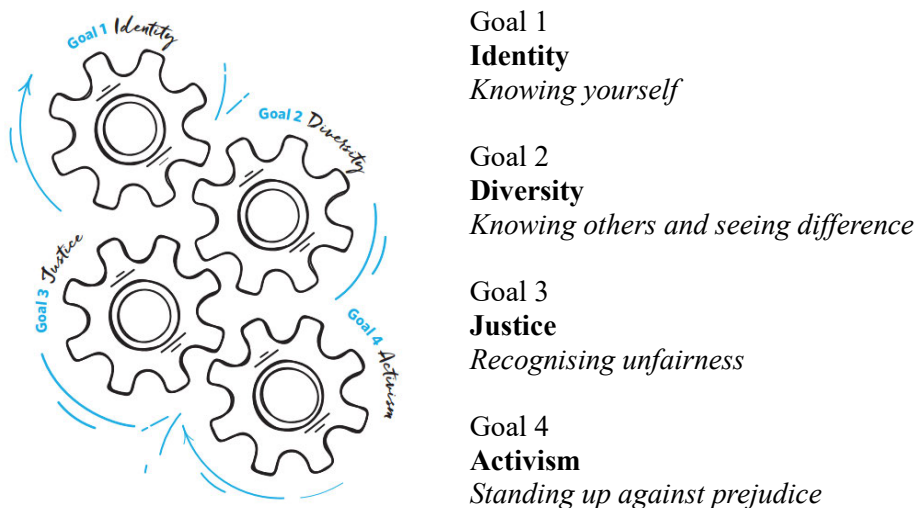 Goal 1 Identity
Goal 2 Diversity
Goal 3 Justice
Goal 4 Activism
Goal 1
Identity
Knowing yourself
Goal 2
Diversity
Knowing others and seeing difference
Goal 3
Justice
Recognising unfairness
Goal 4
Activism
Standing up against prejudice